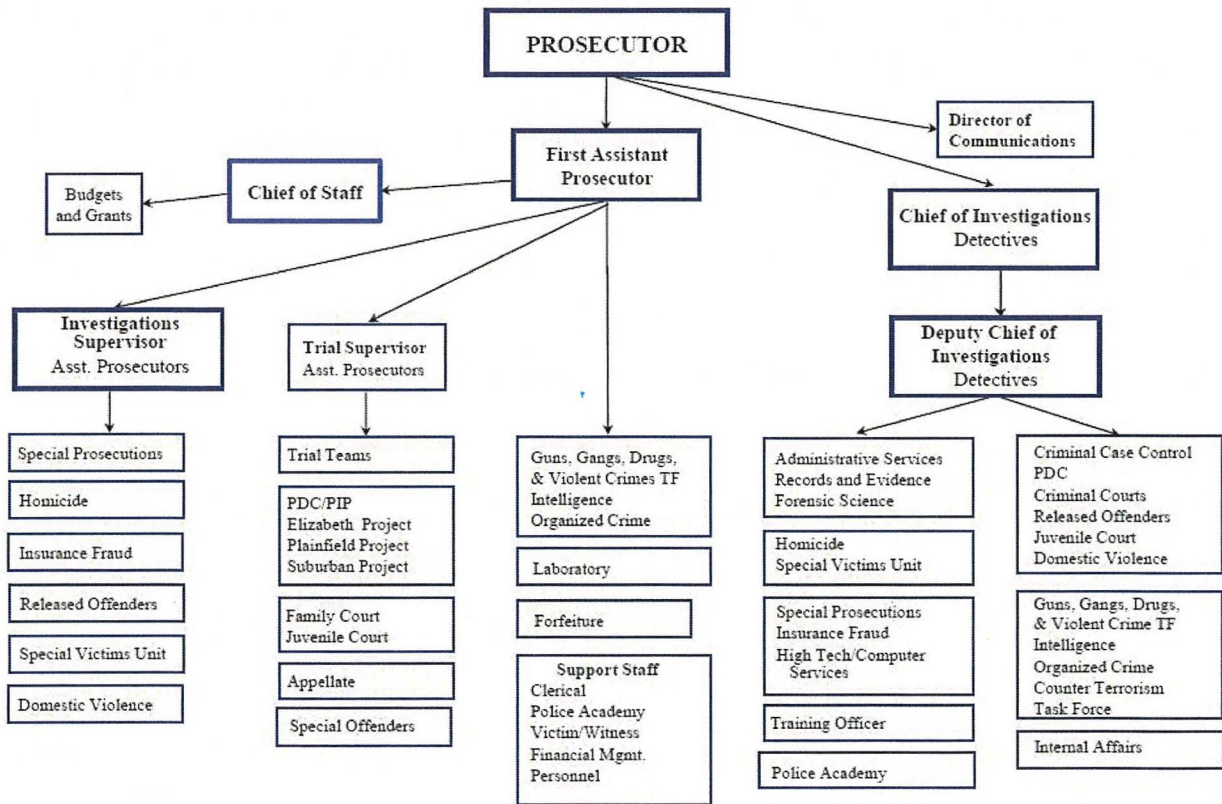 PROSECUTOR
Director of
Communications
First Assistant
Prosecutor
Chief of Staff
Budgets
and Grants
Chief of Investigations
Detectives
Investigations
Supervisor
Asst. Prosecutors
Trial Supervisor
Asst. Prosecutors
Deputy Chief of
Investigations
Detectives
Special Prosecutions
Homicide
Insurance Fraud
Released Offenders
Special Victims Unit
Domestic Violence
Trial Teams
PDC/PIP
Elizabeth Project
Plainfield Project
Suburban Project
Family Court
Juvenile Court
Appellate
Special Offenders
Guns, Gangs, Drugs,
& Violent Crimes TF
Intelligence
Organized Crime
Laboratory
Forfeiture
Support Staff
Clerical
Police Academy
Victim/Witness
Financial Mgmt.
Personnel
Administrative Services
Records and Evidence
Forensic Science
Homicide
Special Victims Unit
Special Prosecutions
Insurance Fraud
High Tech/Computer
Services
Training Officer
Police Academy
Criminal Case Control
PDC
Criminal Courts
Released Offenders
Juvenile Court
Domestic Violence
Guns, Gangs, Drugs,
& Violent Crime TF
Intelligence
Organized Crime
Counter Terrorism
Task Force
Internal Affairs